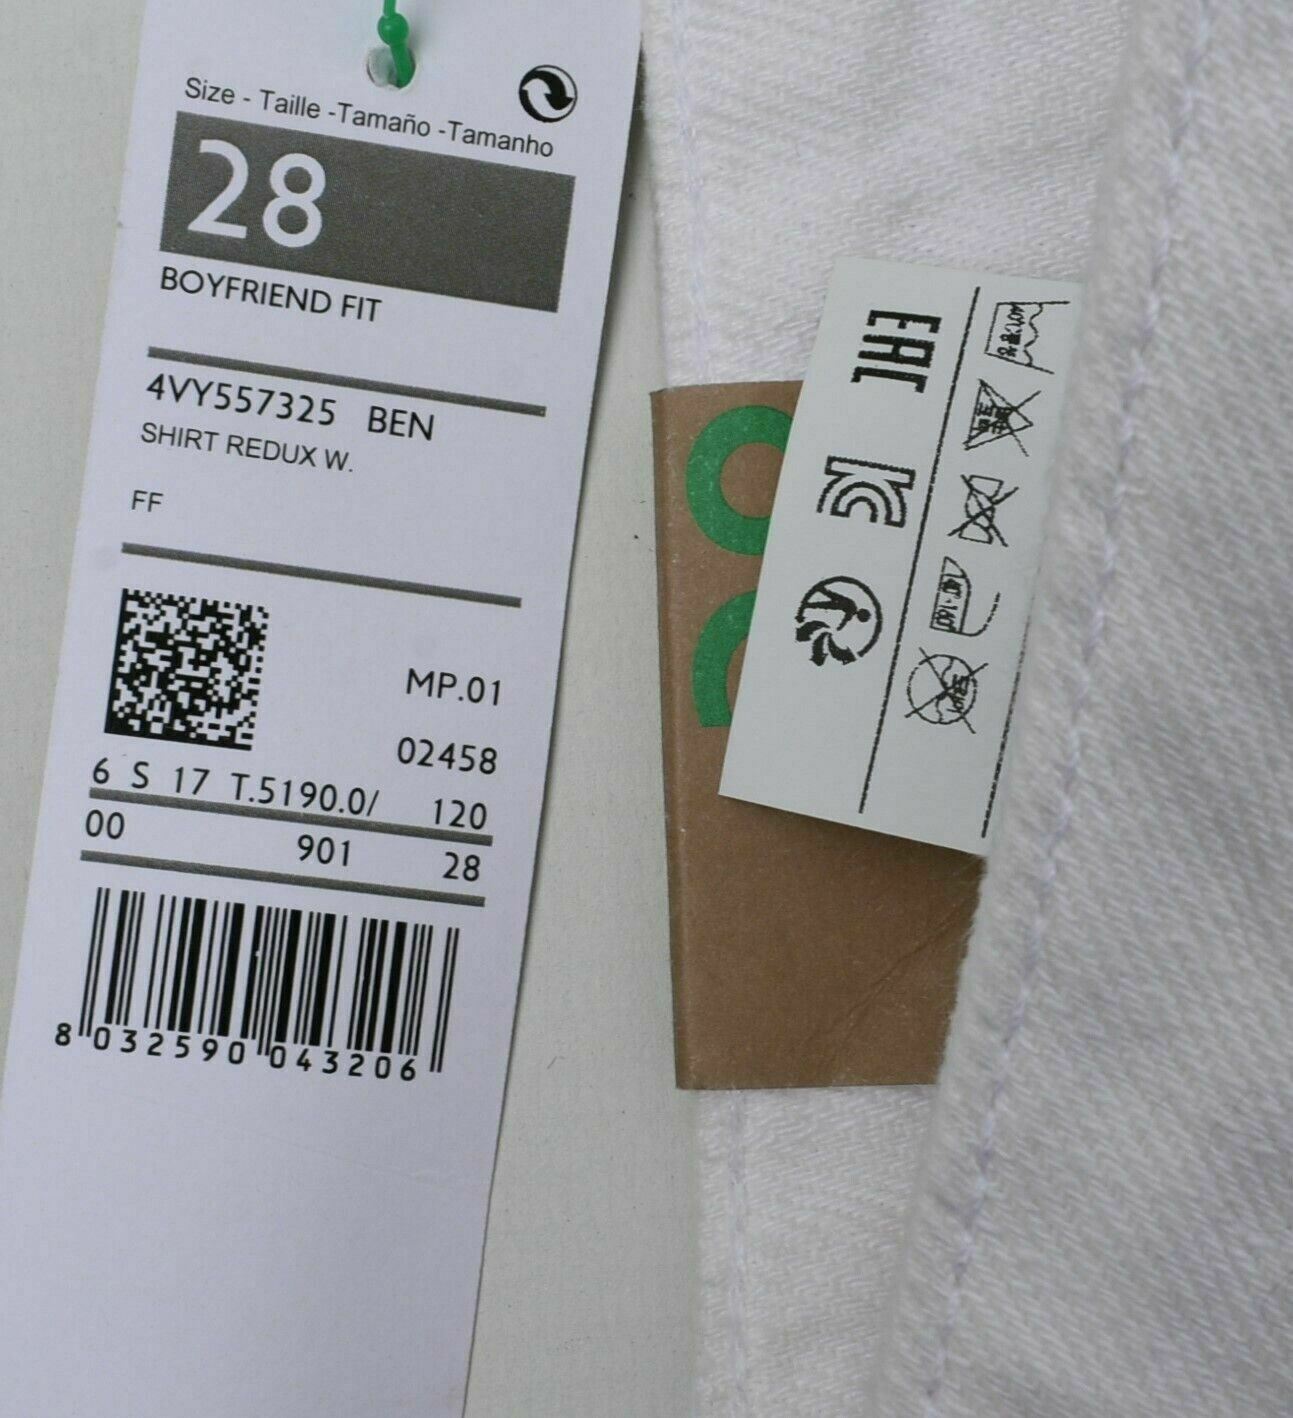 Size - Taille -Tamaño -Tamanho
28
BOYFRIEND FIT
4VY557325 BEN
SHIRT REDUX W.
FF
MP.01
02458
6 S 17 T.5190.0/ 120
00 901 28
8 032590 043206
EAC
KC